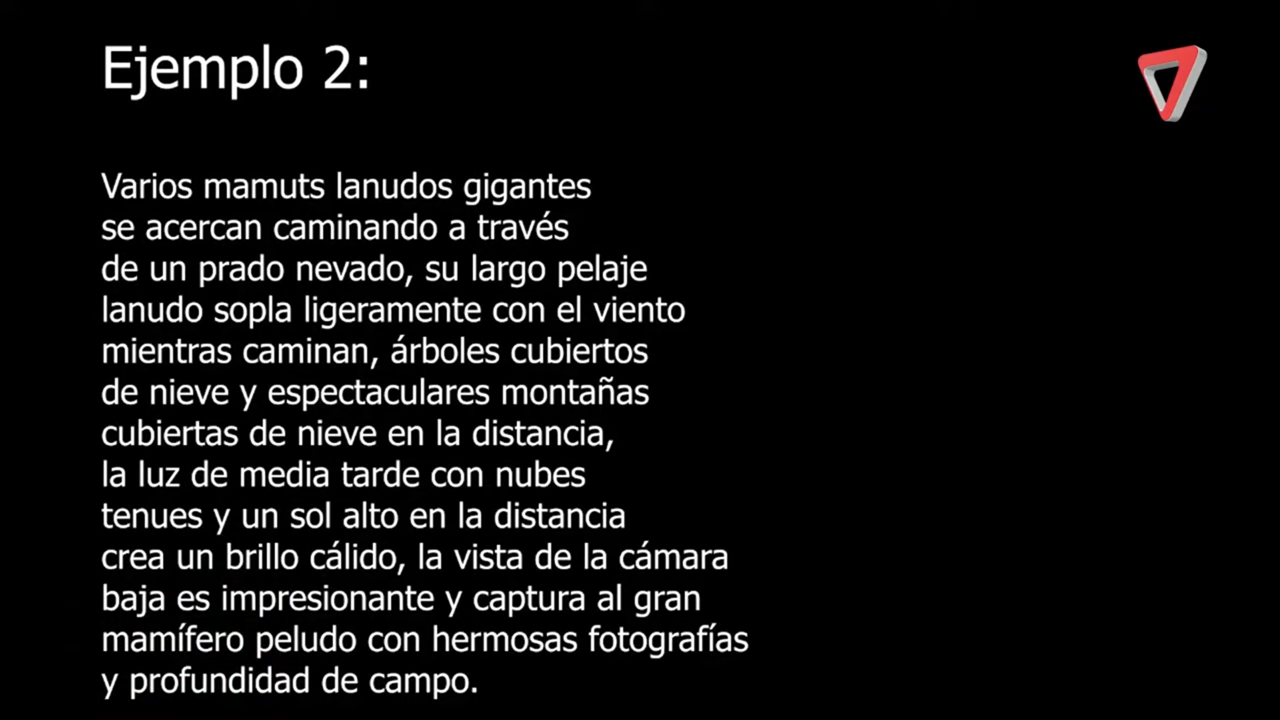 Ejemplo 2:
Varios mamuts lanudos gigantes
se acercan caminando a través
de un prado nevado, su largo pelaje
lanudo sopla ligeramente con el viento
mientras caminan, árboles cubiertos
de nieve y espectaculares montañas
cubiertas de nieve en la distancia,
la luz de media tarde con nubes
tenues y un sol alto en la distancia
crea un brillo cálido, la vista de la cámara
baja es impresionante y captura al gran
mamífero peludo con hermosas fotografías
y profundidad de campo.